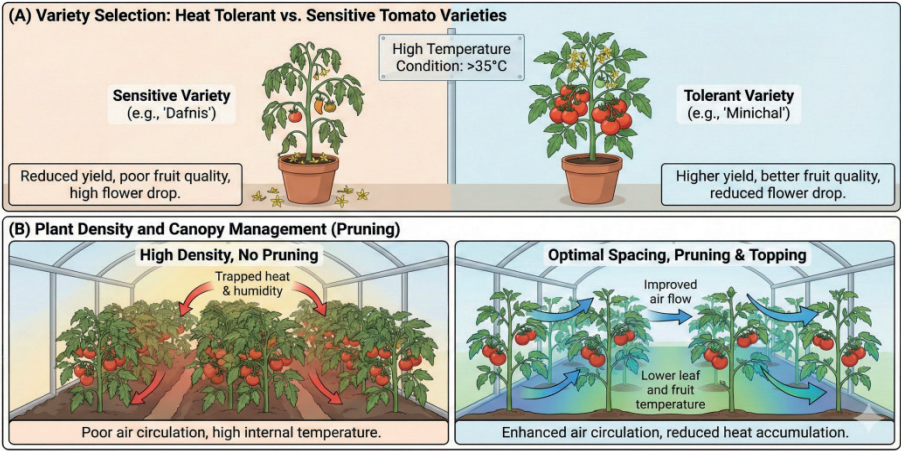 (A) Variety Selection: Heat Tolerant vs. Sensitive Tomato Varieties
High Temperature
Condition: >35°C
Sensitive Variety
(e.g., 'Dafnis')
Tolerant Variety
(e.g., 'Minichal')
Reduced yield, poor fruit quality,
high flower drop.
Higher yield, better fruit quality,
reduced flower drop.
(B) Plant Density and Canopy Management (Pruning)
High Density, No Pruning
Trapped heat
& humidity
Poor air circulation, high internal temperature.
Optimal Spacing, Pruning & Topping
Improved
air flow
Lower leaf
and fruit
temperature
Enhanced air circulation, reduced heat accumulation.